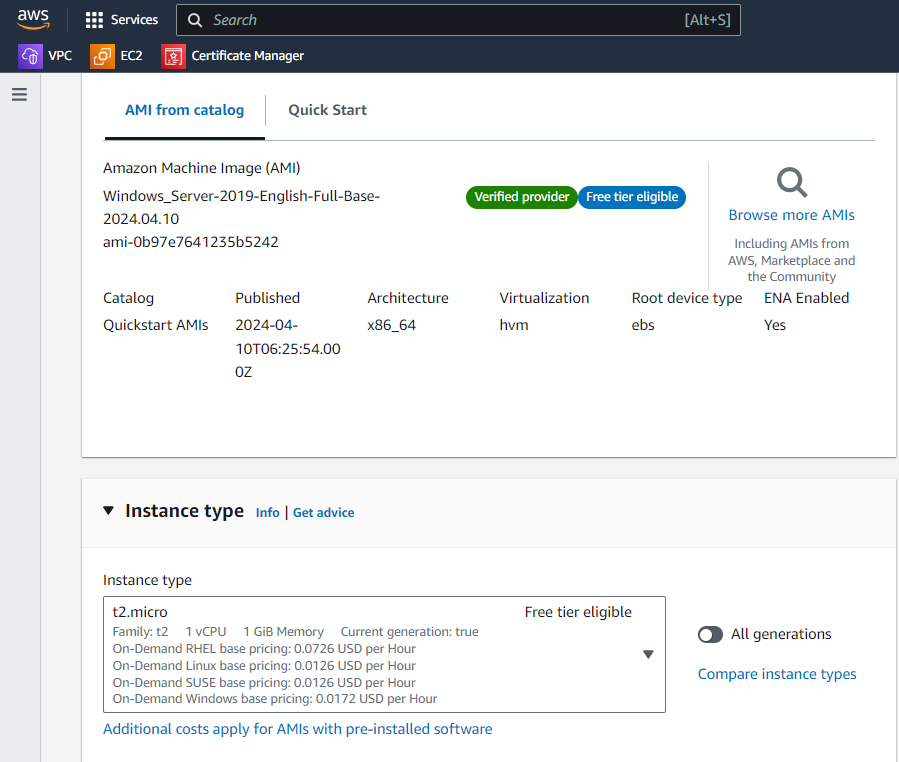 aws
Services
Search [Alt+S]
VPC EC2 Certificate Manager
AMI from catalog Quick Start
Amazon Machine Image (AMI)
Windows_Server-2019-English-Full-Base-
2024.04.10
ami-0b97e7641235b5242
Verified provider Free tier eligible
Browse more AMIs
Including AMIs from
AWS, Marketplace and
the Community
Catalog Published Architecture Virtualization Root device type ENA Enabled
Quickstart AMIs 2024-04- x86_64 hvm ebs Yes
10T06:25:54.00
0Z
Instance type Info | Get advice
Instance type
t2.micro Free tier eligible
Family: t2 1 vCPU 1 GiB Memory Current generation: true
On-Demand RHEL base pricing: 0.0726 USD per Hour
On-Demand Linux base pricing: 0.0126 USD per Hour
On-Demand SUSE base pricing: 0.0126 USD per Hour
On-Demand Windows base pricing: 0.0172 USD per Hour
All generations
Compare instance types
Additional costs apply for AMIs with pre-installed software